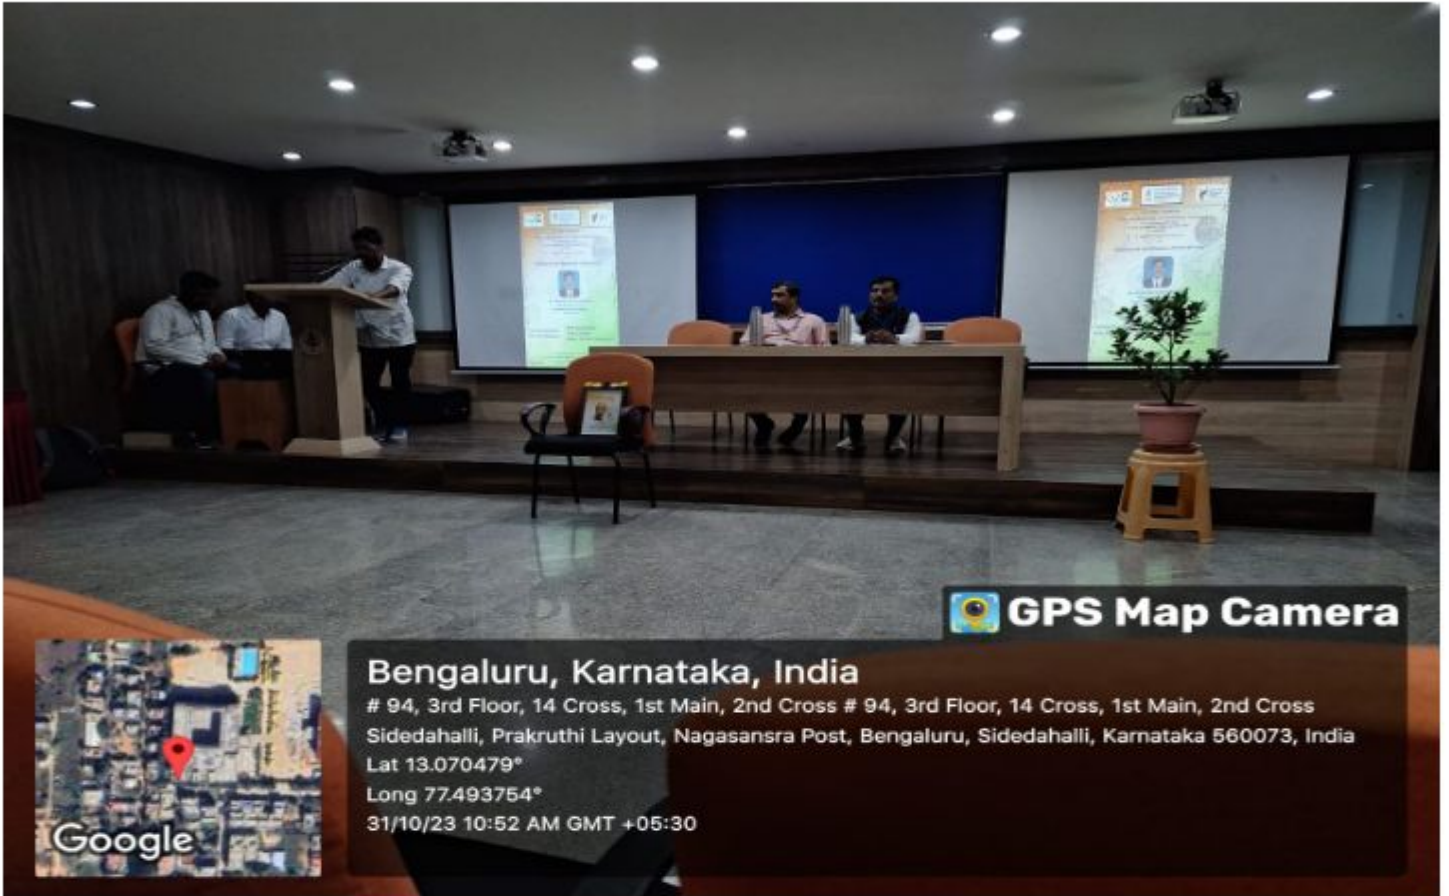 GPS Map Camera
Bengaluru, Karnataka, India
# 94, 3rd Floor, 14 Cross, 1st Main, 2nd Cross # 94, 3rd Floor, 14 Cross, 1st Main, 2nd Cross
Sidedahalli, Prakruthi Layout, Nagasansra Post, Bengaluru, Sidedahalli, Karnataka 560073, India
Lat 13.070479°
Long 77.493754°
31/10/23 10:52 AM GMT +05:30
Google